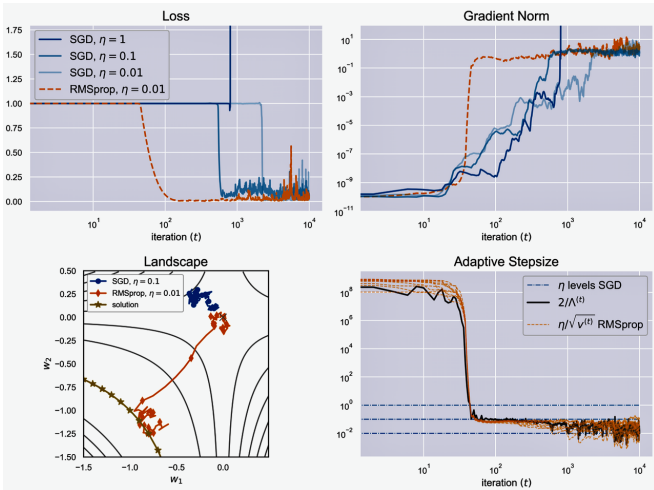 Loss
1.75
1.50
1.25
1.00
0.75
0.50
0.25
0.00
SGD, η = 1
SGD, η = 0.1
SGD, η = 0.01
RMSprop, η = 0.01
10¹ 10² 10³ 10⁴
iteration (t)
Gradient Norm
10¹
10⁻¹
10⁻³
10⁻⁵
10⁻⁷
10⁻⁹
10⁻¹¹
10¹ 10² 10³ 10⁴
iteration (t)
Landscape
0.50
0.25
0.00
−0.25
−0.50
−0.75
−1.00
−1.25
−1.50
w₂
SGD, η = 0.1
RMSprop, η = 0.01
solution
−1.5 −1.0 −0.5 0.0
w₁
Adaptive Stepsize
10⁸
10⁶
10⁴
10²
10⁰
10⁻²
η levels SGD
2/Λ⁽ᵗ⁾
η/√v⁽ᵗ⁾ RMSprop
10¹ 10² 10³ 10⁴
iteration (t)